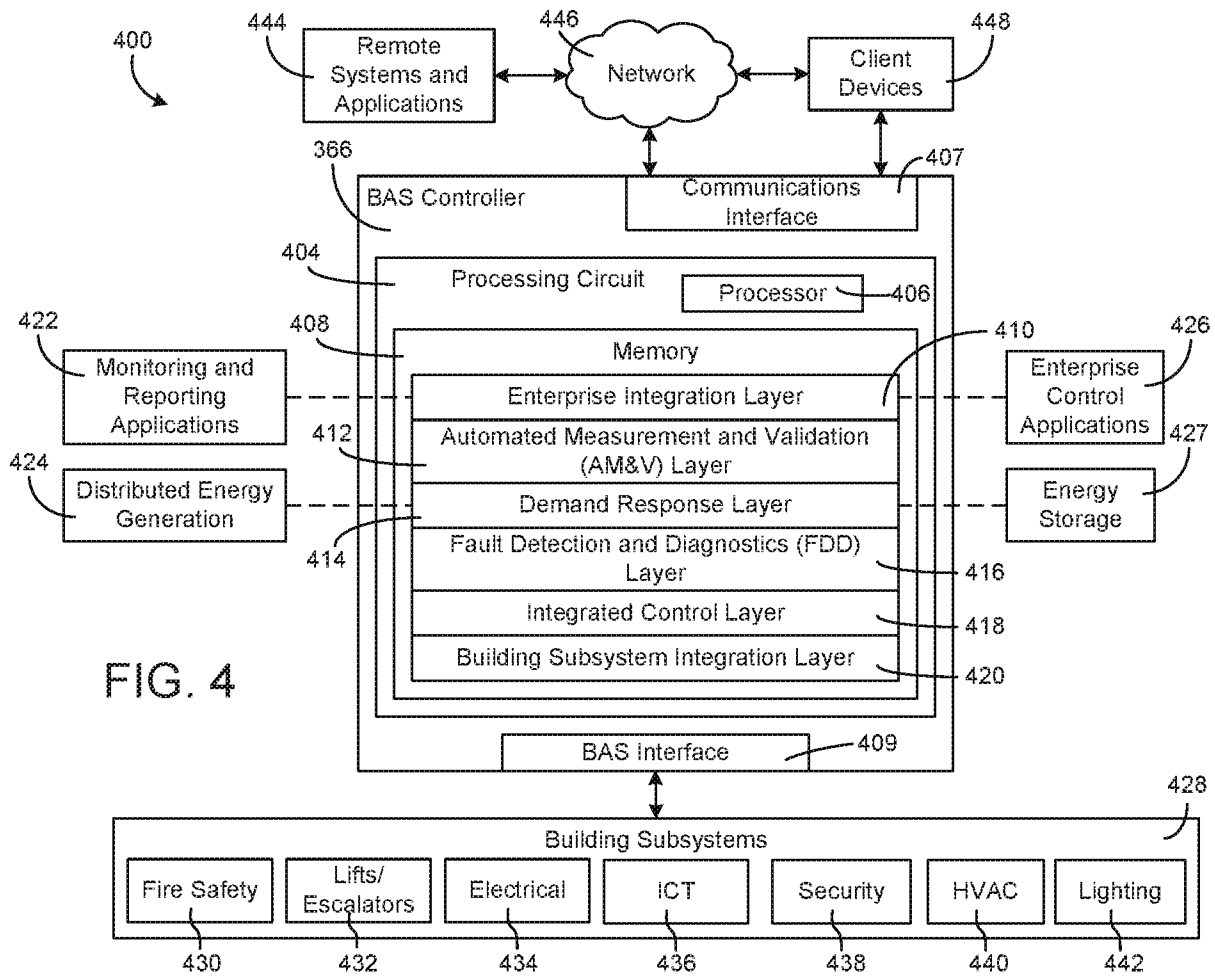 400
444
Remote
Systems and
Applications
446
Network
448
Client
Devices
366
BAS Controller
407
Communications
Interface
404
Processing Circuit
Processor
406
408
Memory
410
422
Monitoring and
Reporting
Applications
Enterprise Integration Layer
426
Enterprise
Control
Applications
412
Automated Measurement and Validation
(AM&V) Layer
424
Distributed Energy
Generation
414
Demand Response Layer
427
Energy
Storage
Fault Detection and Diagnostics (FDD)
Layer
416
Integrated Control Layer
418
Building Subsystem Integration Layer
420
FIG. 4
BAS Interface
409
428
Building Subsystems
Fire Safety
Lifts/
Escalators
Electrical
ICT
Security
HVAC
Lighting
430
432
434
436
438
440
442